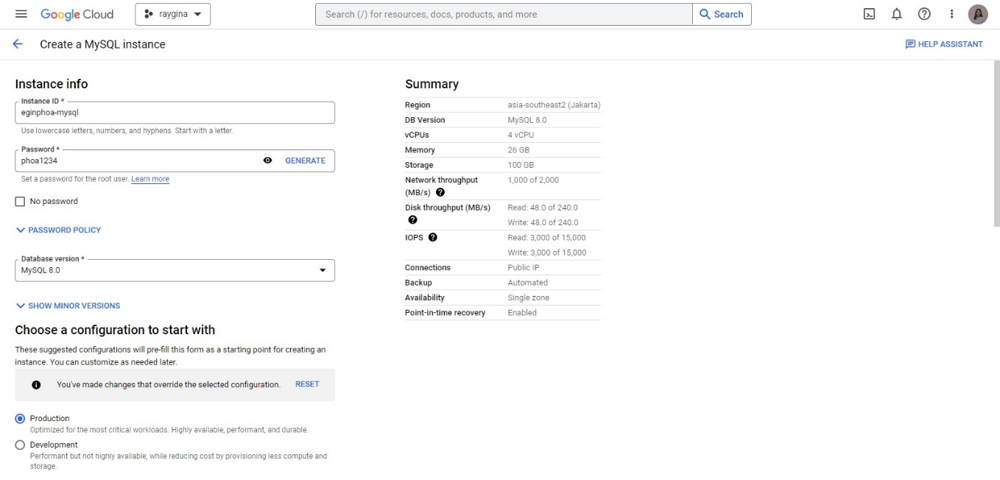 Google Cloud
raygina
Search (/) for resources, docs, products, and more
Search
Create a MySQL instance
HELP ASSISTANT
Instance info
Instance ID *
eginphoa-mysql
Use lowercase letters, numbers, and hyphens. Start with a letter.
Password *
phoa1234
GENERATE
Set a password for the root user. Learn more
No password
PASSWORD POLICY
Database version *
MySQL 8.0
SHOW MINOR VERSIONS
Choose a configuration to start with
These suggested configurations will pre-fill this form as a starting point for creating an
instance. You can customize as needed later.
You've made changes that override the selected configuration. RESET
Production
Optimized for the most critical workloads. Highly available, performant, and durable.
Development
Performant but not highly available, while reducing cost by provisioning less compute and
storage.
Summary
Region asia-southeast2 (Jakarta)
DB Version MySQL 8.0
vCPUs 4 vCPU
Memory 26 GB
Storage 100 GB
Network throughput 1,000 of 2,000
(MB/s)
Disk throughput (MB/s) Read: 48.0 of 240.0
Write: 48.0 of 240.0
IOPS Read: 3,000 of 15,000
Write: 3,000 of 15,000
Connections Public IP
Backup Automated
Availability Single zone
Point-in-time recovery Enabled